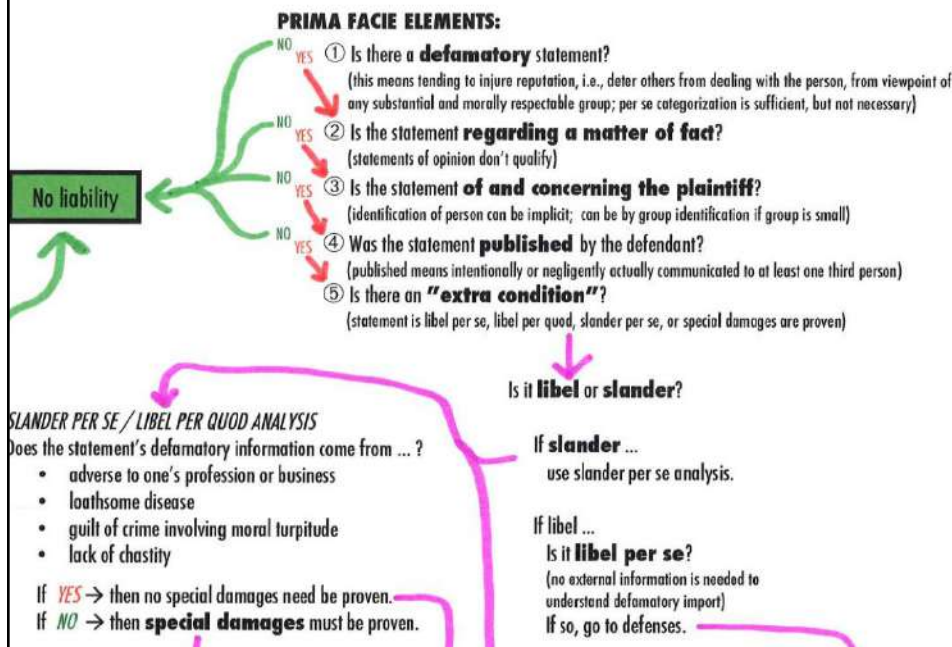 PRIMA FACIE ELEMENTS:
NO
YES ① Is there a defamatory statement?
(this means tending to injure reputation, i.e., deter others from dealing with the person, from viewpoint of
any substantial and morally respectable group; per se categorization is sufficient, but not necessary)
NO
YES ② Is the statement regarding a matter of fact?
(statements of opinion don't qualify)
NO
YES ③ Is the statement of and concerning the plaintiff?
(identification of person can be implicit; can be by group identification if group is small)
NO
YES ④ Was the statement published by the defendant?
(published means intentionally or negligently actually communicated to at least one third person)
⑤ Is there an "extra condition"?
(statement is libel per se, libel per quod, slander per se, or special damages are proven)
No liability
Is it libel or slander?
If slander ...
use slander per se analysis.
If libel ...
Is it libel per se?
(no external information is needed to
understand defamatory import)
If so, go to defenses.
SLANDER PER SE / LIBEL PER QUOD ANALYSIS
Does the statement's defamatory information come from ... ?
• adverse to one's profession or business
• loathsome disease
• guilt of crime involving moral turpitude
• lack of chastity
If YES → then no special damages need be proven.
If NO → then special damages must be proven.